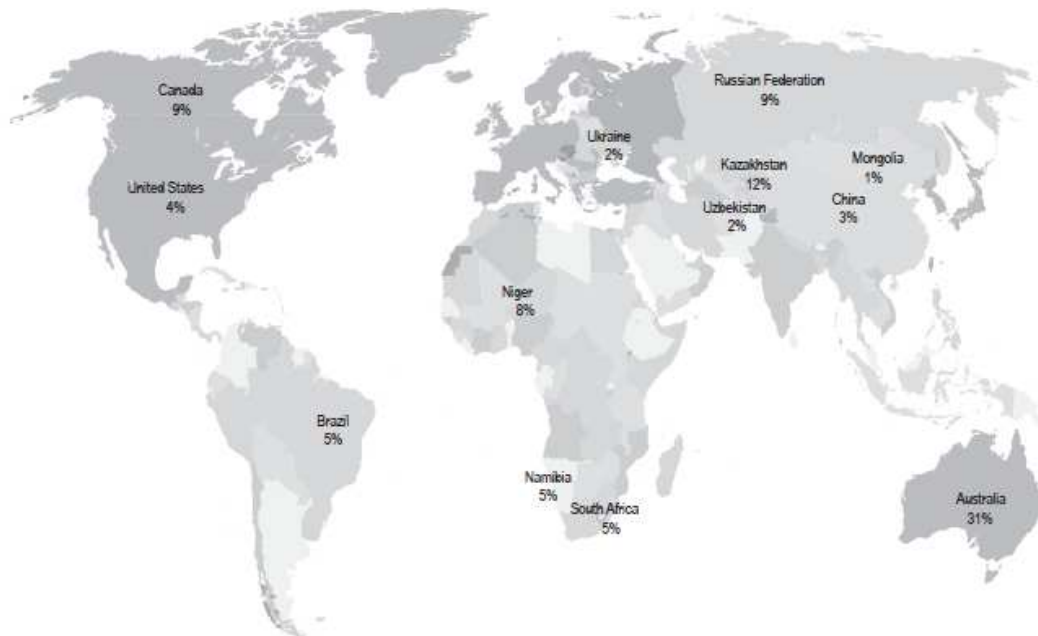 Canada
9%
Russian Federation
9%
Ukraine
2%
Kazakhstan
12%
Mongolia
1%
United States
4%
Uzbekistan
2%
China
3%
Niger
8%
Brazil
5%
Namibia
5%
South Africa
5%
Australia
31%